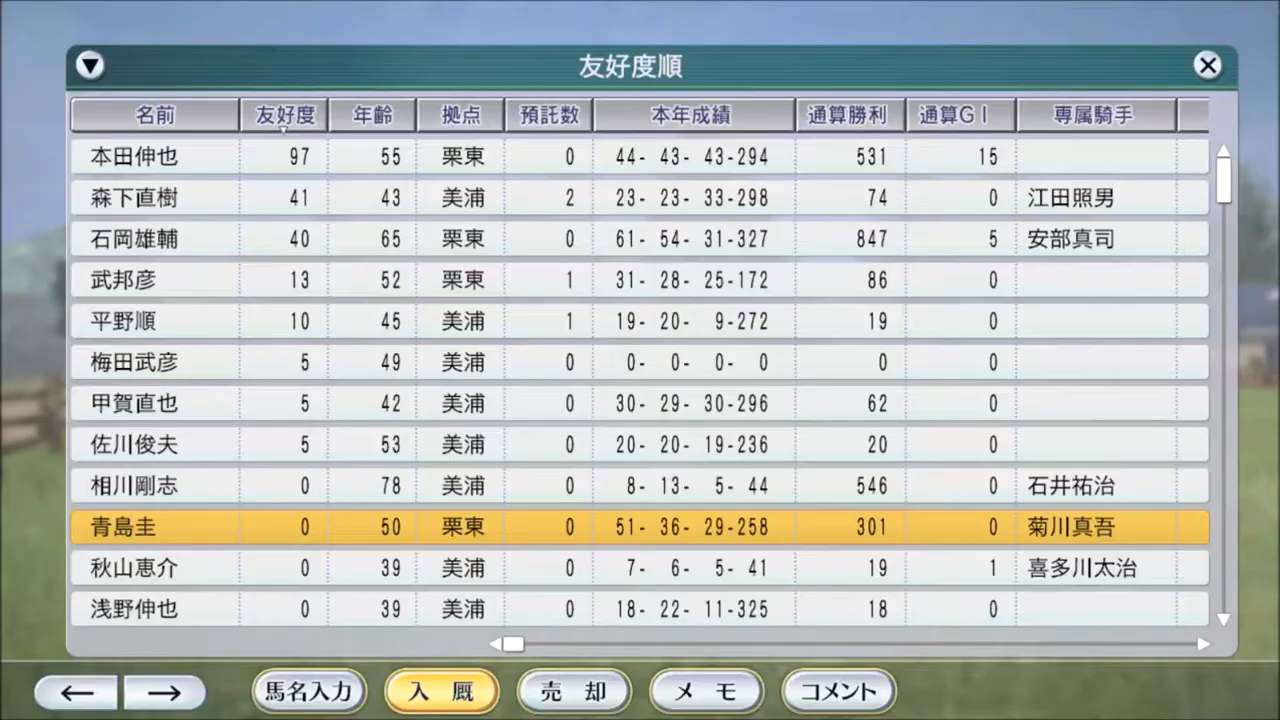 友好度順
名前 友好度 年齢 拠点 預託数 本年成績 通算勝利 通算GⅠ 専属騎手
本田伸也 97 55 栗東 0 44- 43- 43-294 531 15
森下直樹 41 43 美浦 2 23- 23- 33-298 74 0 江田照男
石岡雄輔 40 65 栗東 0 61- 54- 31-327 847 5 安部真司
武邦彦 13 52 栗東 1 31- 28- 25-172 86 0
平野順 10 45 美浦 1 19- 20- 9-272 19 0
梅田武彦 5 49 美浦 0 0- 0- 0- 0 0 0
甲賀直也 5 42 美浦 0 30- 29- 30-296 62 0
佐川俊夫 5 53 美浦 0 20- 20- 19-236 20 0
相川剛志 0 78 美浦 0 8- 13- 5- 44 546 0 石井祐治
青島圭 0 50 栗東 0 51- 36- 29-258 301 0 菊川真吾
秋山恵介 0 39 美浦 0 7- 6- 5- 41 19 1 喜多川太治
浅野伸也 0 39 美浦 0 18- 22- 11-325 18 0
← → 馬名入力 入厩 売却 メモ コメント